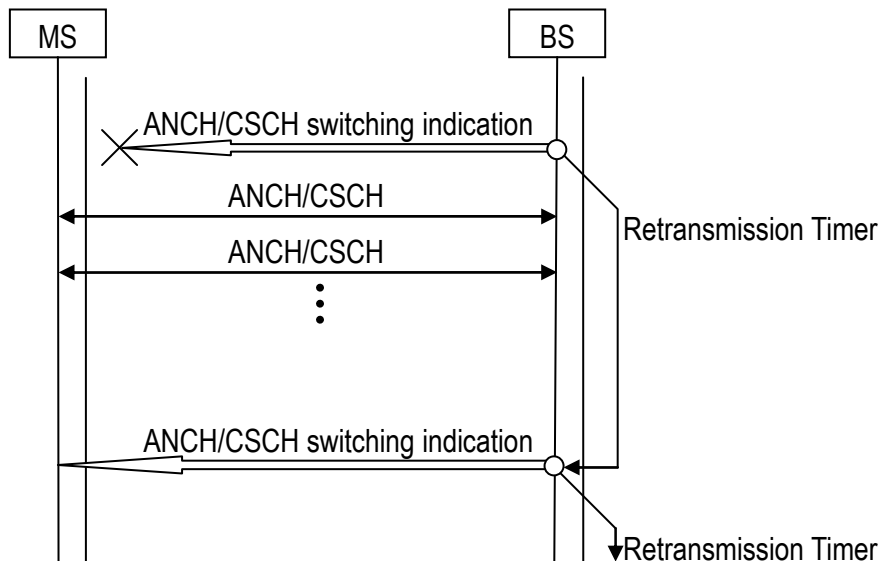 MS
BS
ANCH/CSCH switching indication
ANCH/CSCH
Retransmission Timer
ANCH/CSCH
ANCH/CSCH switching indication
Retransmission Timer